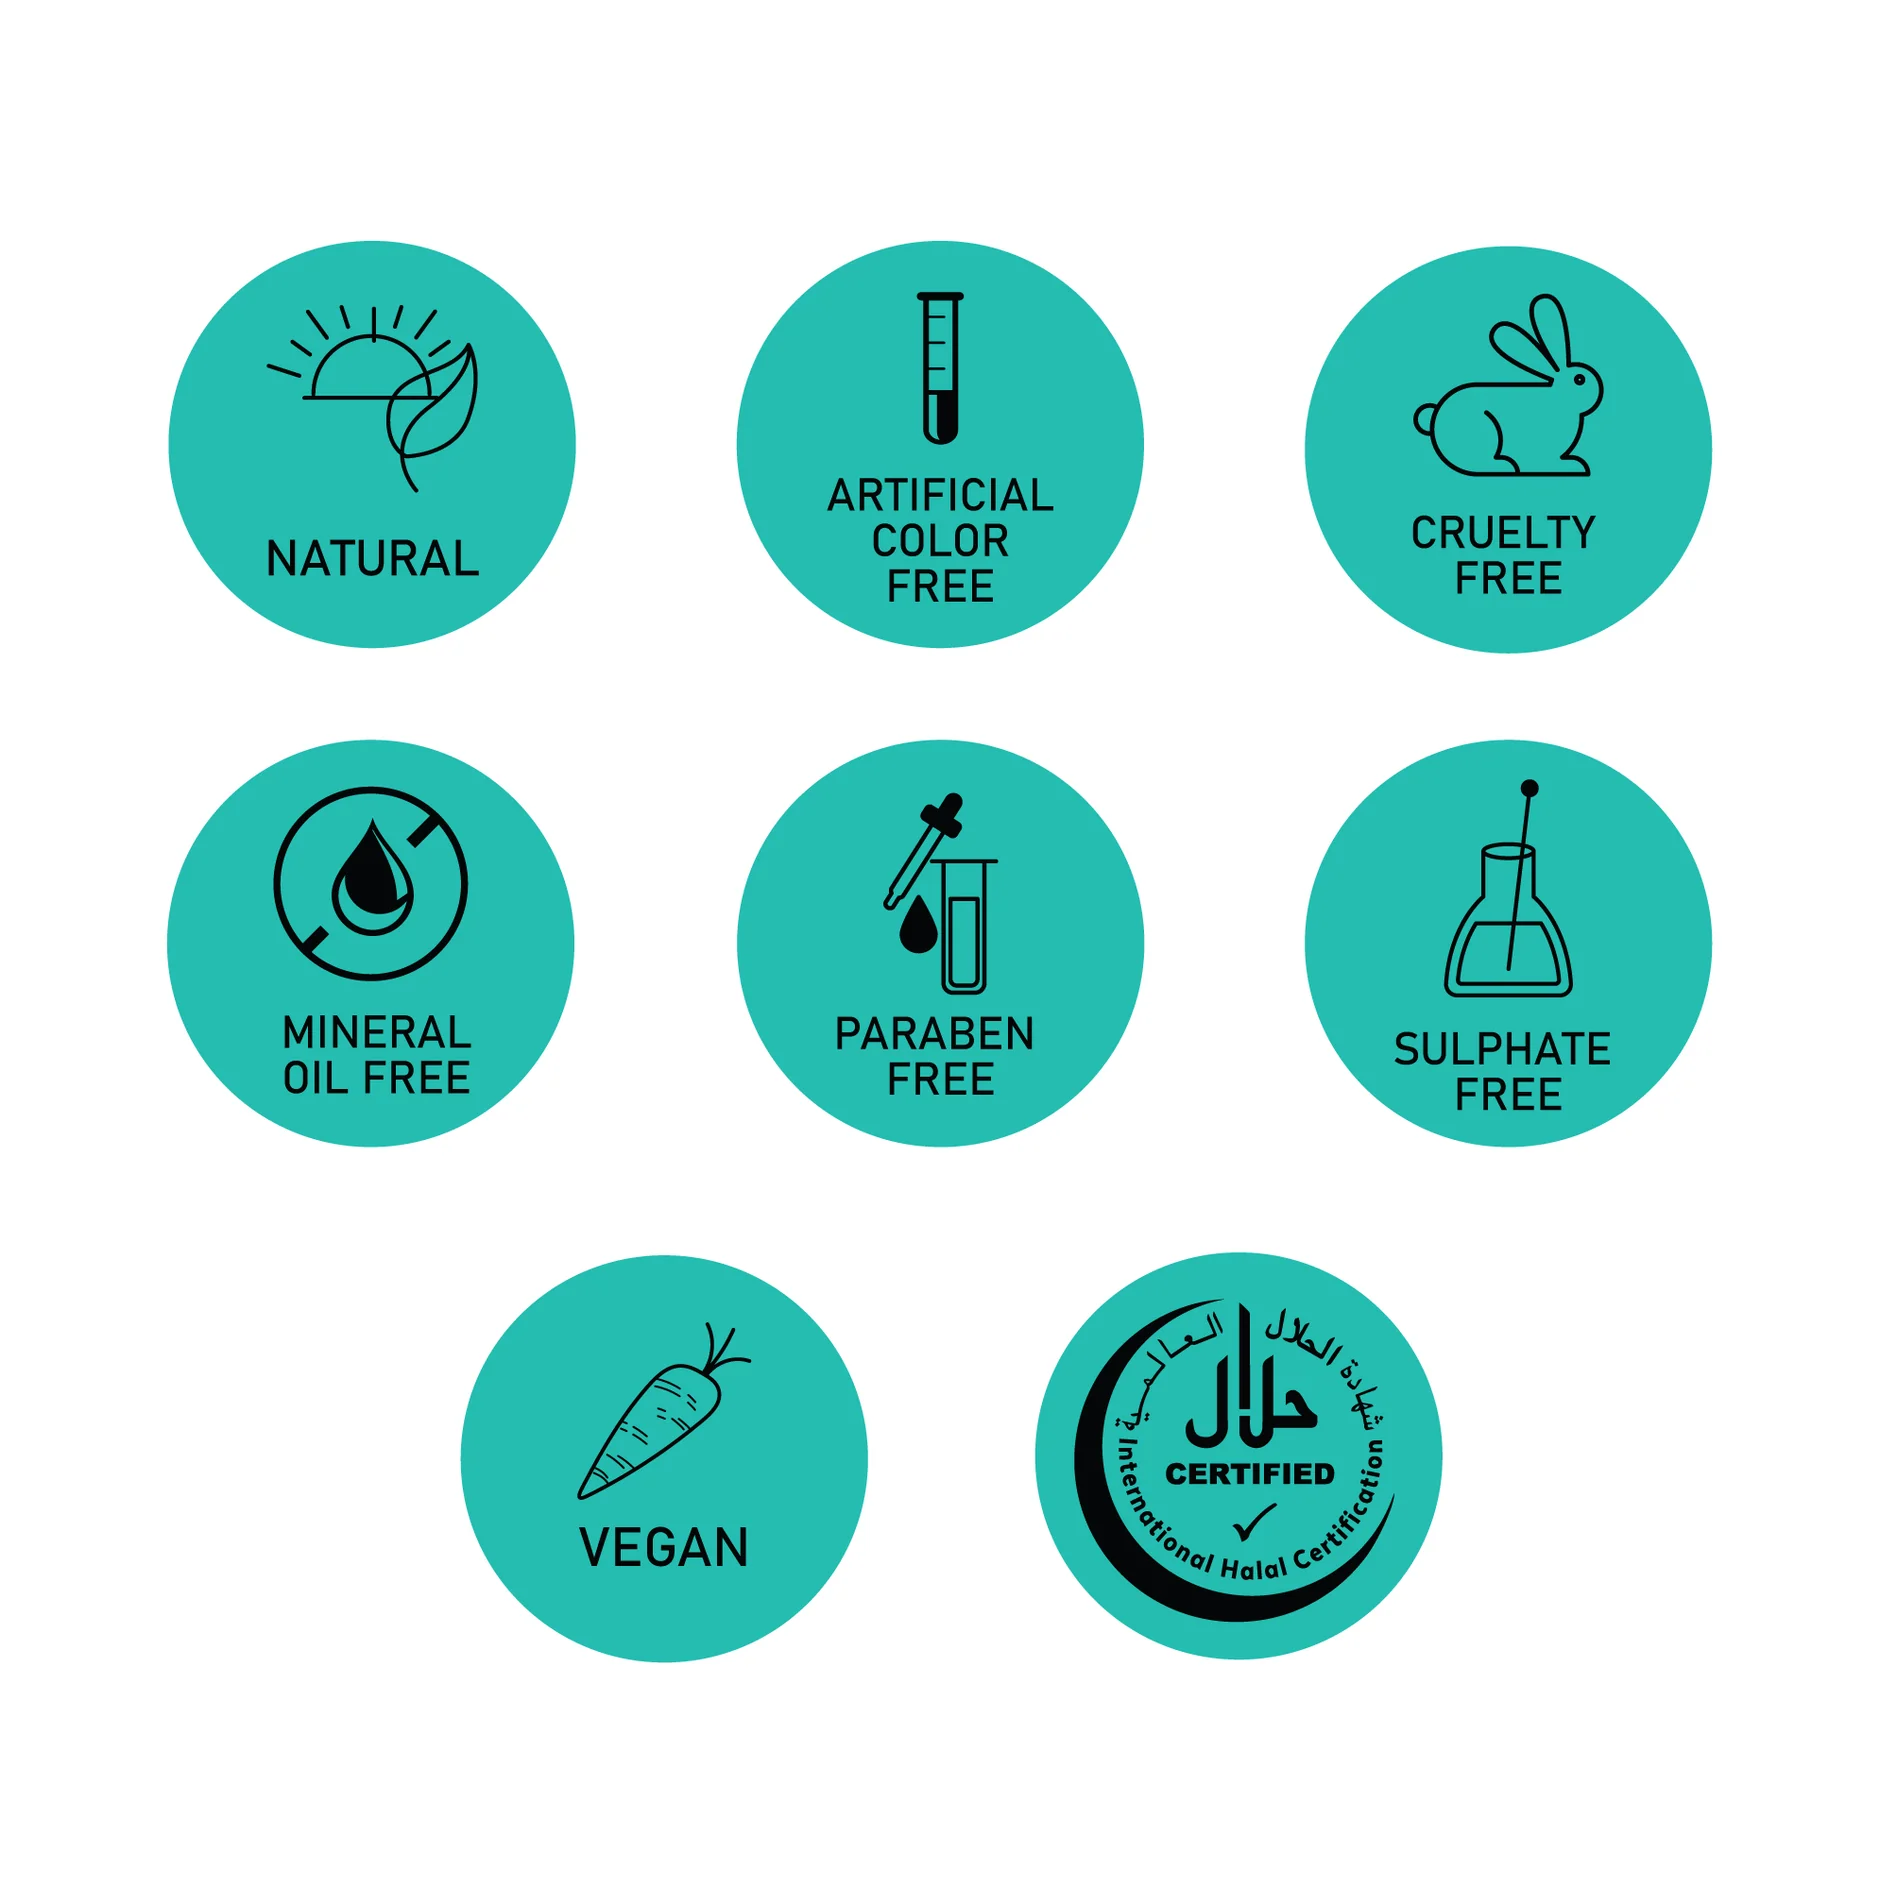 NATURAL
ARTIFICIAL
COLOR
FREE
CRUELTY
FREE
MINERAL
OIL FREE
PARABEN
FREE
SULPHATE
FREE
VEGAN
شهادة الحلال العالمية
حلال
CERTIFIED
International Halal Certification